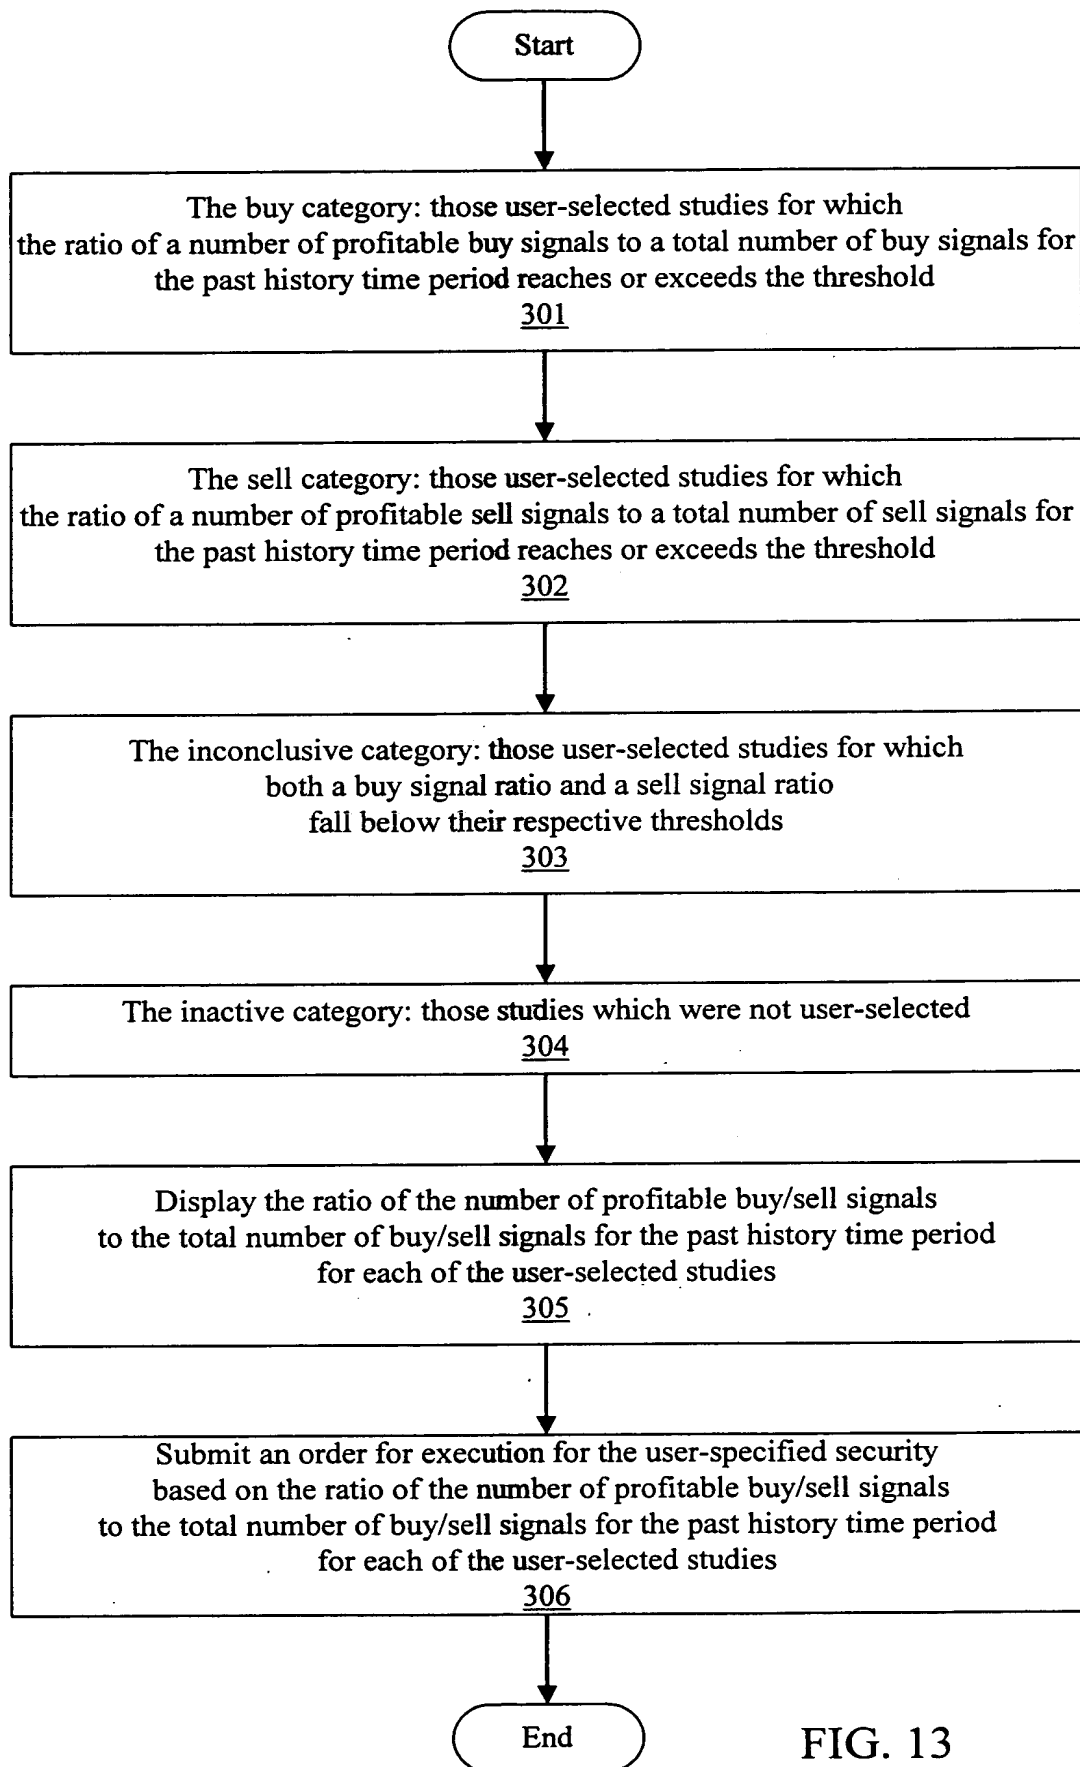 Start
The buy category: those user-selected studies for which
the ratio of a number of profitable buy signals to a total number of buy signals for
the past history time period reaches or exceeds the threshold
301
The sell category: those user-selected studies for which
the ratio of a number of profitable sell signals to a total number of sell signals for
the past history time period reaches or exceeds the threshold
302
The inconclusive category: those user-selected studies for which
both a buy signal ratio and a sell signal ratio
fall below their respective thresholds
303
The inactive category: those studies which were not user-selected
304
Display the ratio of the number of profitable buy/sell signals
to the total number of buy/sell signals for the past history time period
for each of the user-selected studies
305
Submit an order for execution for the user-specified security
based on the ratio of the number of profitable buy/sell signals
to the total number of buy/sell signals for the past history time period
for each of the user-selected studies
306
End
FIG. 13